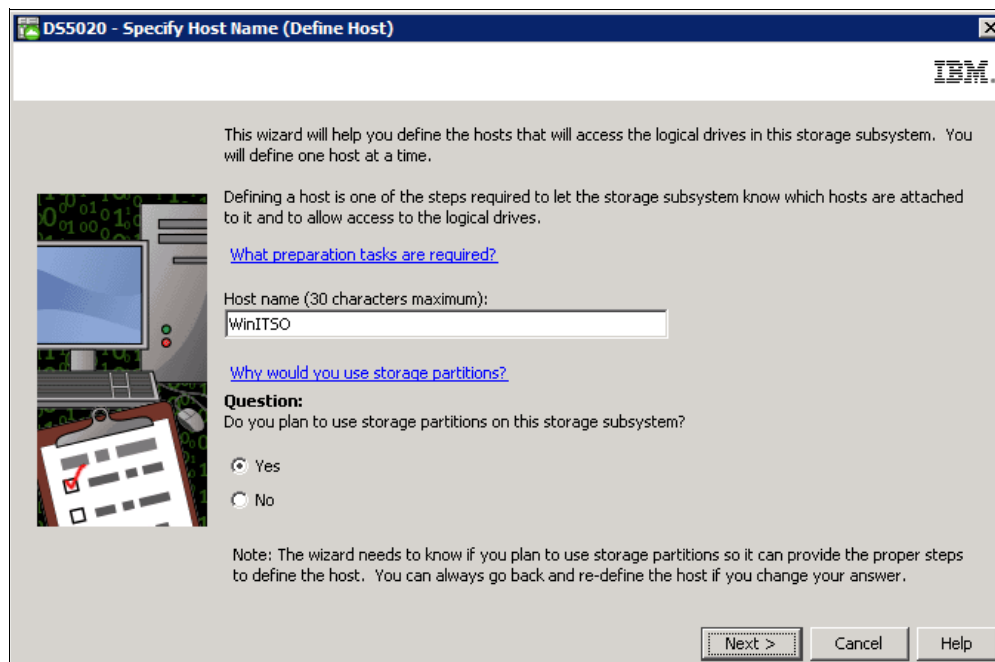 DS5020 - Specify Host Name (Define Host)
IBM.
This wizard will help you define the hosts that will access the logical drives in this storage subsystem. You
will define one host at a time.
Defining a host is one of the steps required to let the storage subsystem know which hosts are attached
to it and to allow access to the logical drives.
What preparation tasks are required?
Host name (30 characters maximum):
WinITSO
Why would you use storage partitions?
Question:
Do you plan to use storage partitions on this storage subsystem?
Yes
No
Note: The wizard needs to know if you plan to use storage partitions so it can provide the proper steps
to define the host. You can always go back and re-define the host if you change your answer.
Next >
Cancel
Help